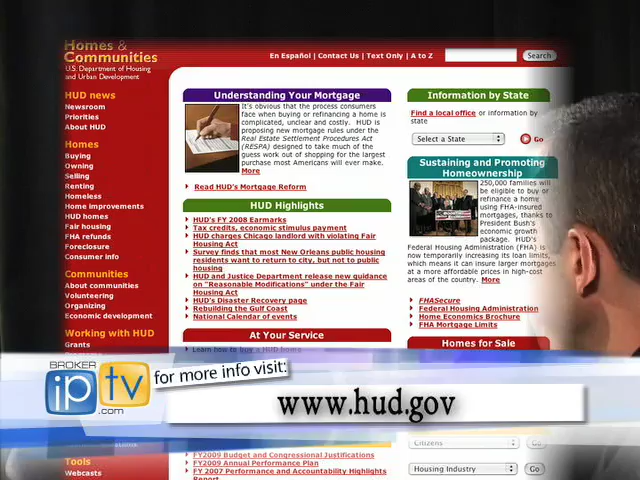 Homes &
Communities
U.S. Department of Housing
and Urban Development
En Español | Contact Us | Text Only | A to Z
Search
HUD news
Newsroom
Priorities
About HUD
Homes
Buying
Owning
Selling
Renting
Homeless
Home improvements
HUD homes
Fair housing
FHA refunds
Foreclosure
Consumer info
Communities
About communities
Volunteering
Organizing
Economic development
Working with HUD
Grants
Tools
Webcasts
Understanding Your Mortgage
It's obvious that the process consumers
face when buying or refinancing a home is
complicated, unclear and costly. HUD is
proposing new mortgage rules under the
Real Estate Settlement Procedures Act
(RESPA) designed to take much of the
guess work out of shopping for the largest
purchase most Americans will ever make.
More
Read HUD's Mortgage Reform
HUD Highlights
HUD's FY 2008 Earmarks
Tax credits, economic stimulus payment
HUD charges Chicago landlord with violating Fair
Housing Act
Survey finds that most New Orleans public housing
residents want to return to city, but not to public
housing
HUD and Justice Department release new guidance
on "Reasonable Modifications" under the Fair
Housing Act
HUD's Disaster Recovery page
Rebuilding the Gulf Coast
National Calendar of events
At Your Service
Learn how to buy a HUD home
FY2009 Budget and Congressional Justifications
FY2009 Annual Performance Plan
FY 2007 Performance and Accountability Highlights
Report
Information by State
Find a local office or information by
state
Select a State
Go
Sustaining and Promoting
Homeownership
250,000 families will
be eligible to buy or
refinance a home
using FHA-insured
mortgages, thanks to
President Bush's
economic growth
package. HUD's
Federal Housing Administration (FHA) is
now temporarily increasing its loan limits,
which means it can insure larger mortgages
at a more affordable prices in high-cost
areas of the country. More
FHASecure
Federal Housing Administration
Home Economics Brochure
FHA Mortgage Limits
Homes for Sale
Citizens
Go
Housing Industry
Go
BROKER
ip tv
.com
for more info visit:
www.hud.gov